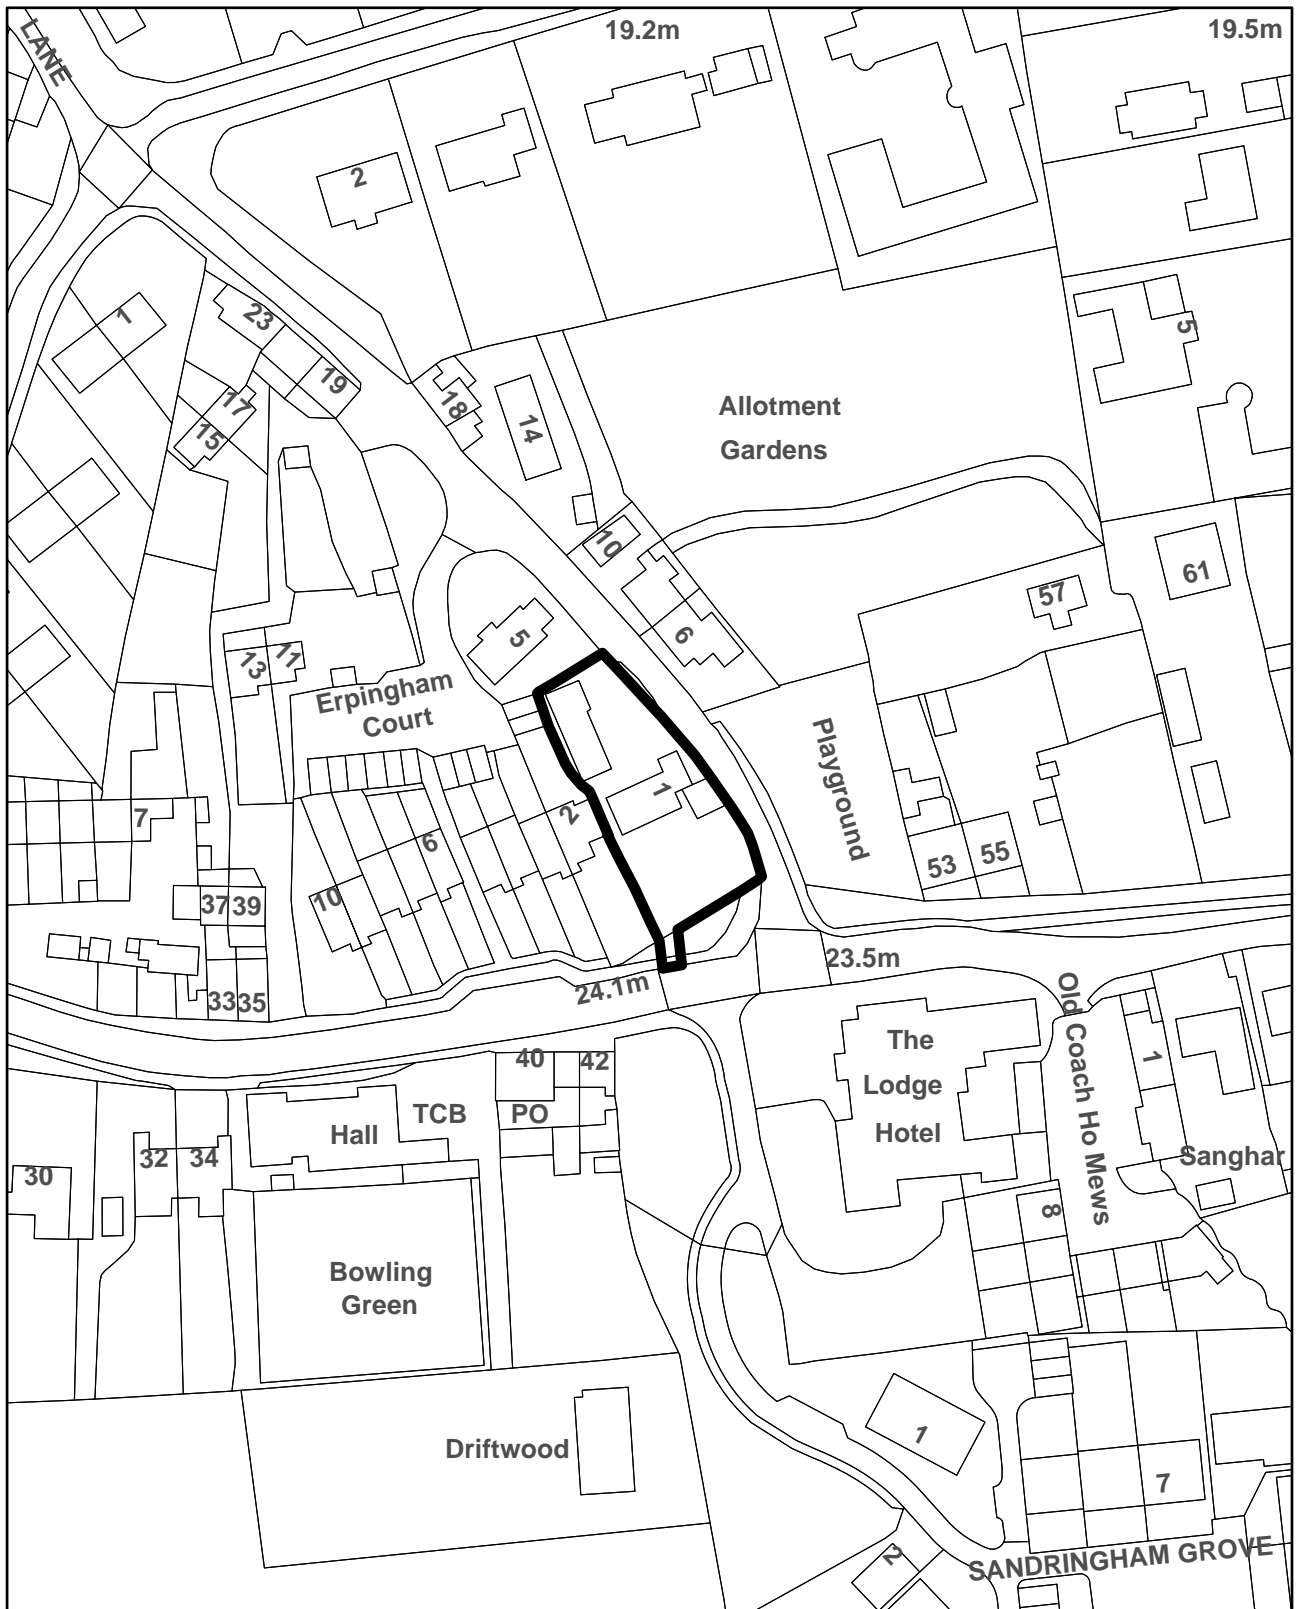 LANE
19.2m
19.5m
2
1
23
19
17
15
18
14
5
Allotment
Gardens
10
6
57
61
5
13
11
Erpingham
Court
Playground
1
2
6
10
7
37
39
53
55
33
35
24.1m
23.5m
Old Coach Ho Mews
The
Lodge
Hotel
1
40
42
TCB
PO
Hall
32
34
30
Sanghar
8
Bowling
Green
Driftwood
1
7
2
SANDRINGHAM GROVE